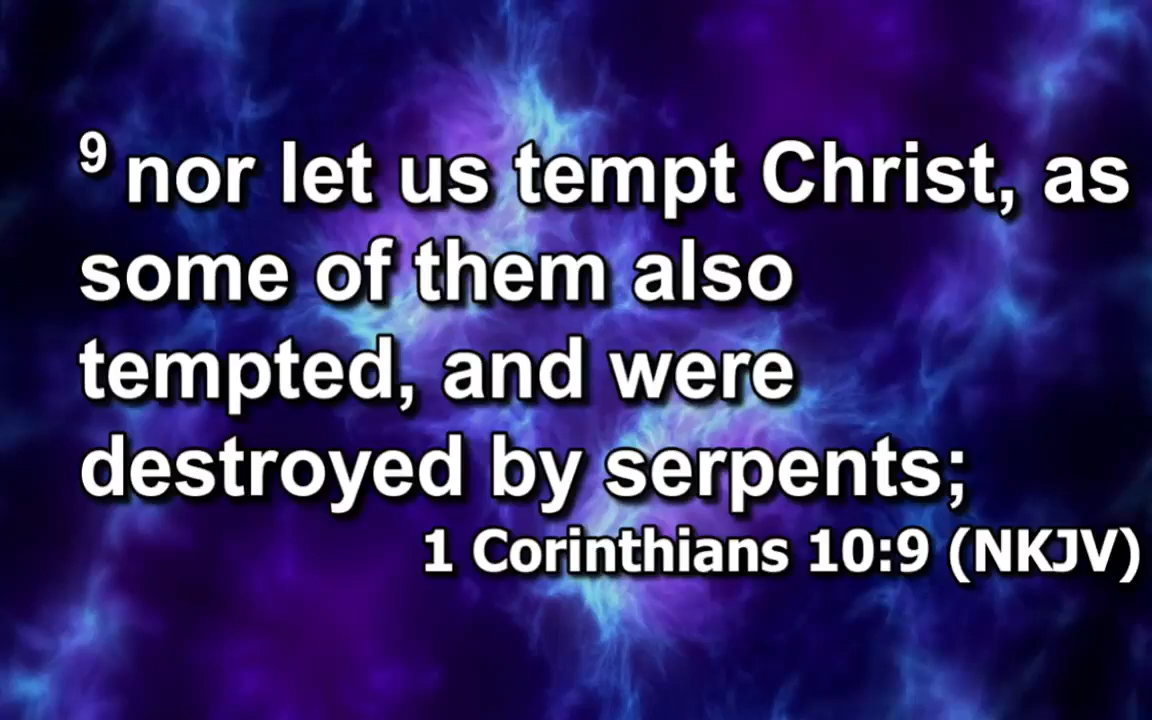 9 nor let us tempt Christ, as
some of them also
tempted, and were
destroyed by serpents;
1 Corinthians 10:9 (NKJV)